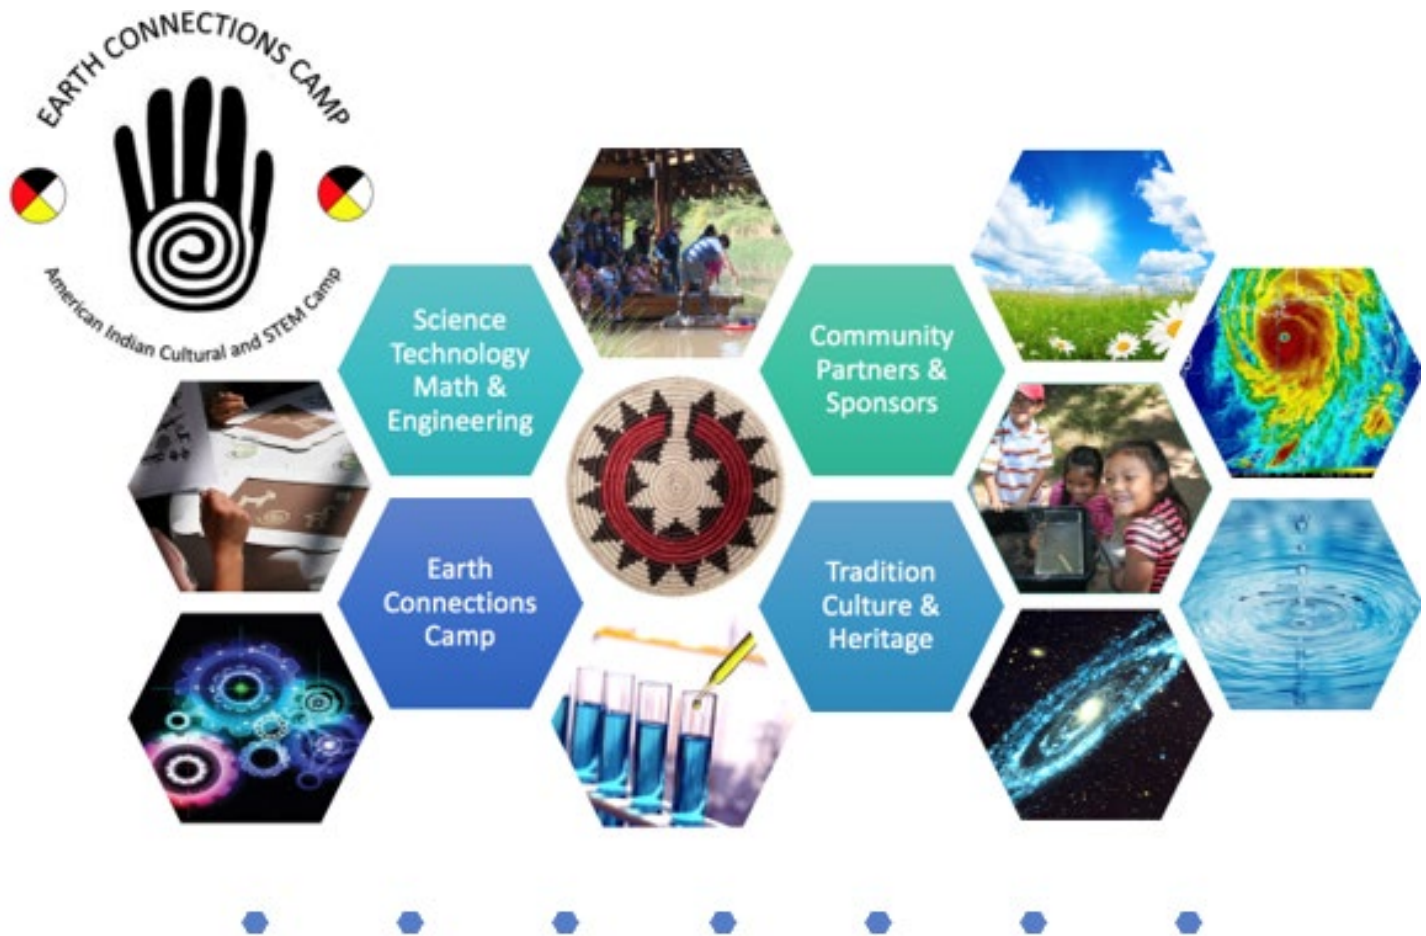 EARTH CONNECTIONS CAMP
American Indian Cultural and STEM Camp
Science
Technology
Math &
Engineering
Community
Partners &
Sponsors
Earth
Connections
Camp
Tradition
Culture &
Heritage